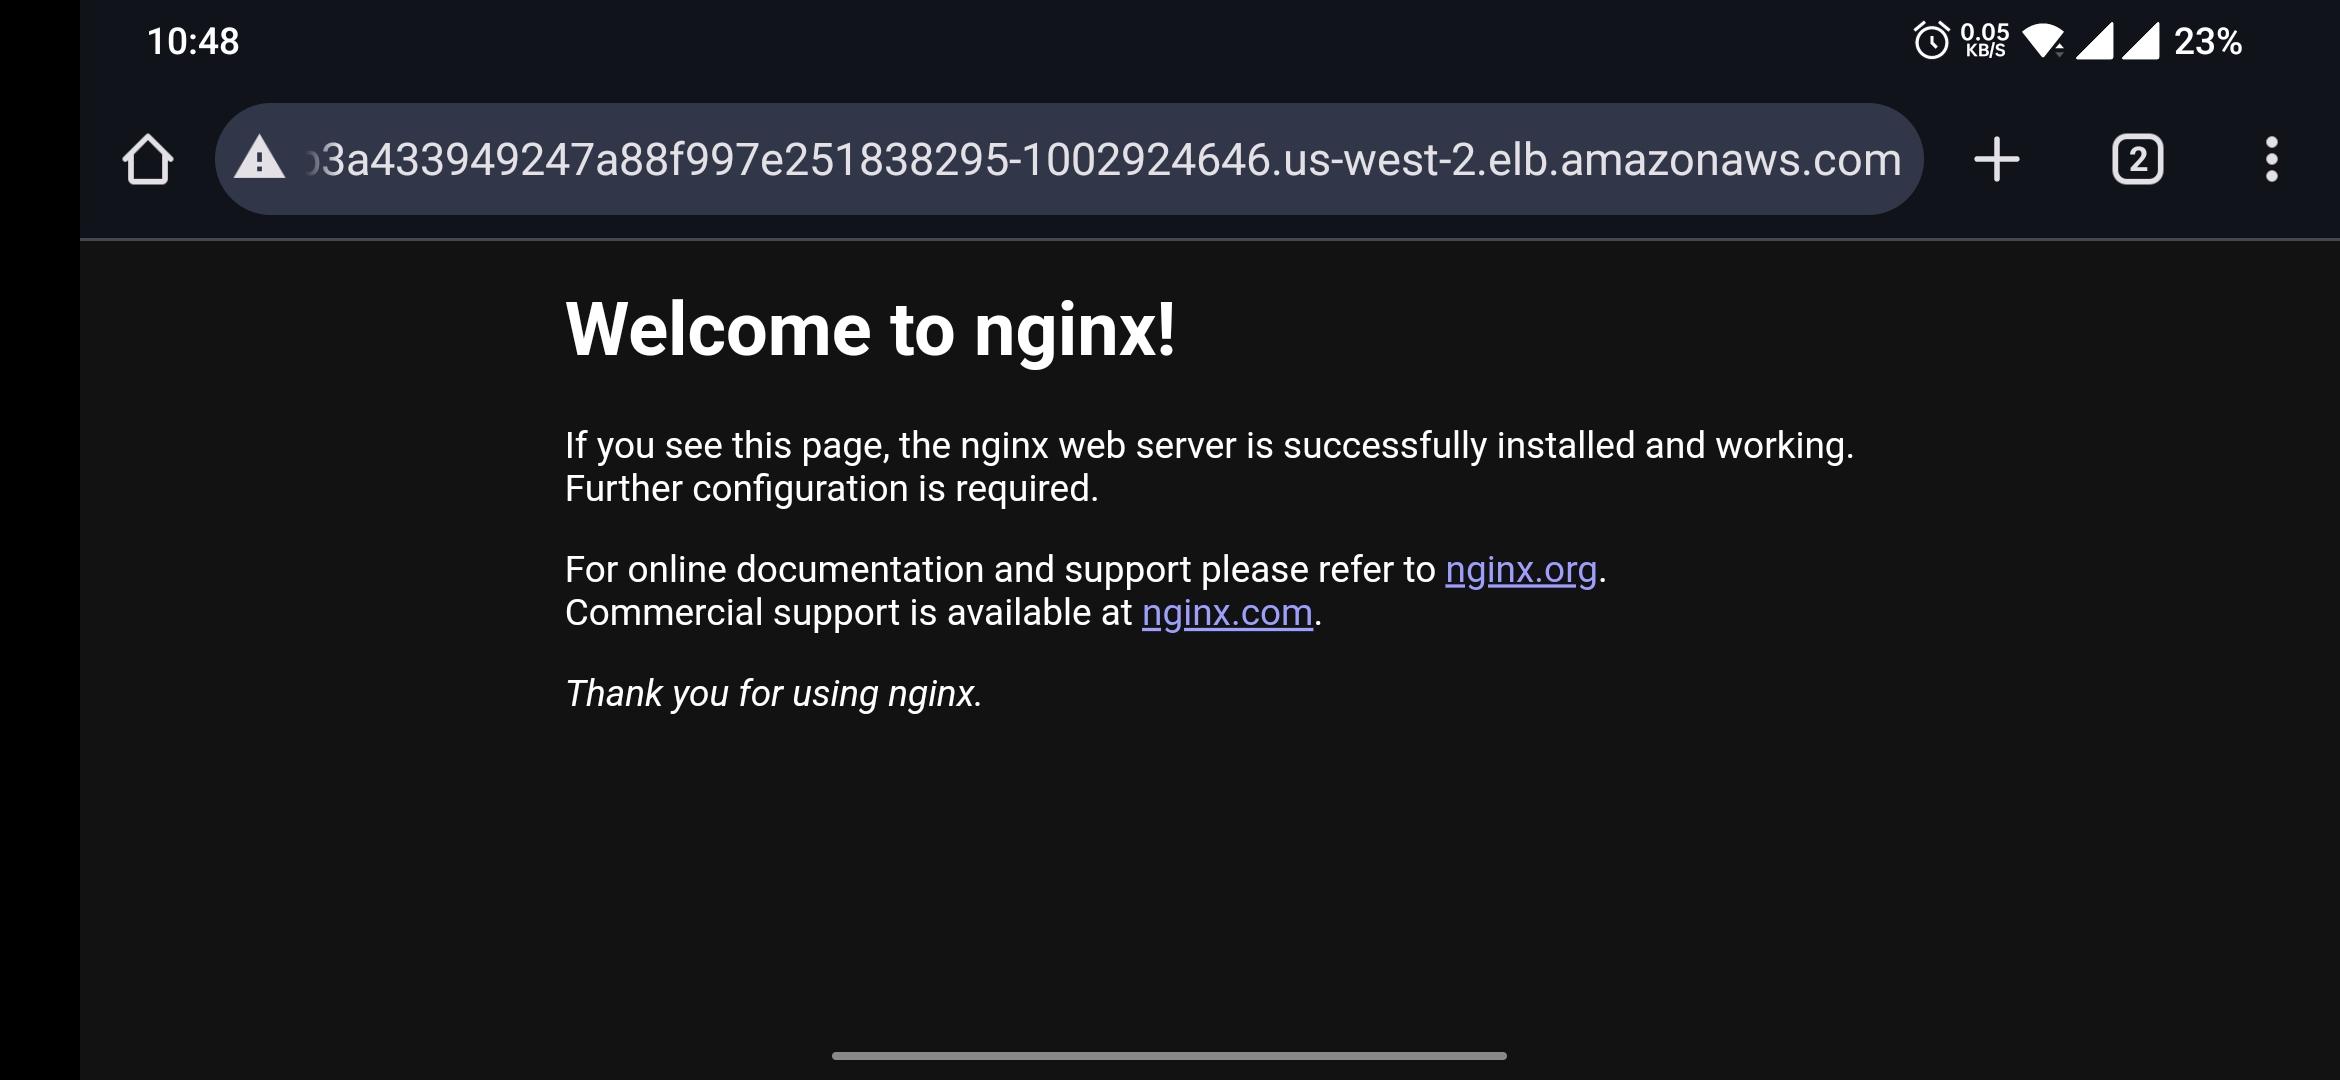 10:48
0.05
KB/S
23%
3a433949247a88f997e251838295-1002924646.us-west-2.elb.amazonaws.com
2
Welcome to nginx!
If you see this page, the nginx web server is successfully installed and working.
Further configuration is required.
For online documentation and support please refer to nginx.org.
Commercial support is available at nginx.com.
Thank you for using nginx.